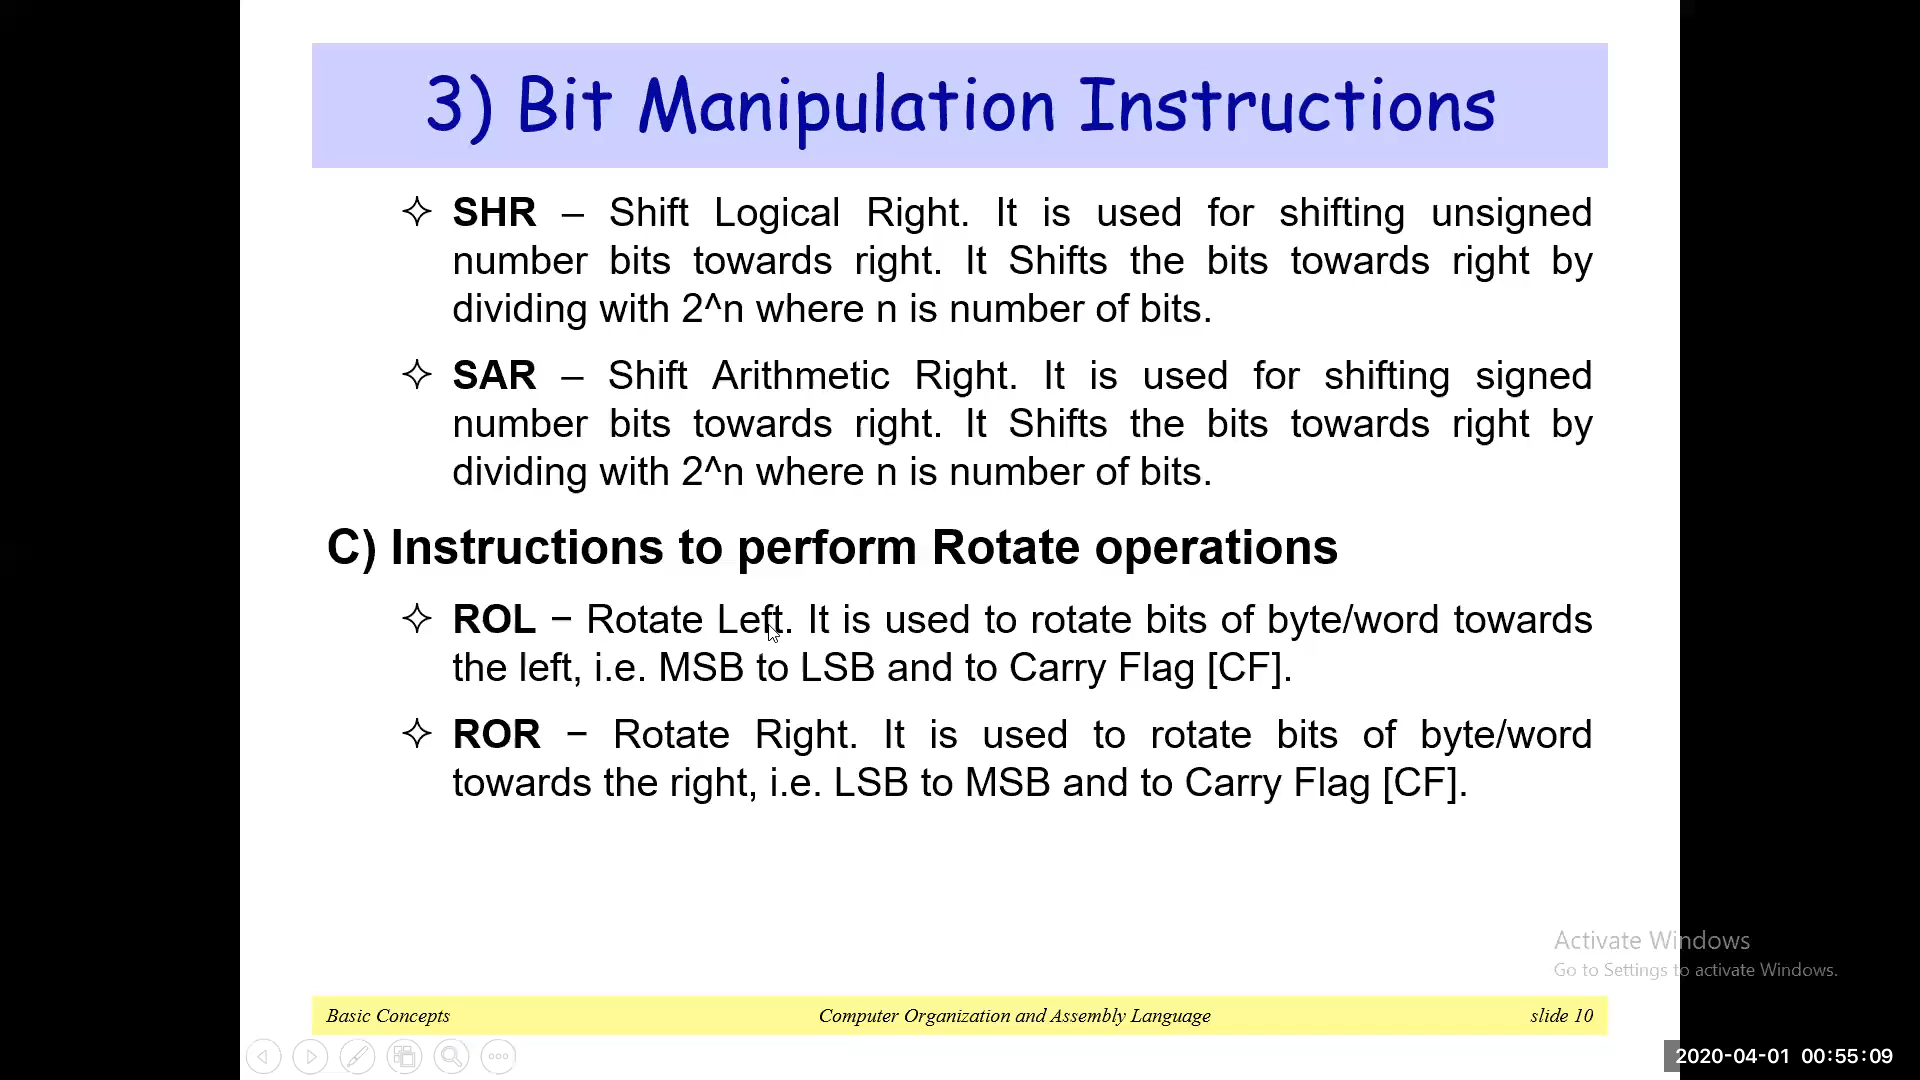 3) Bit Manipulation Instructions
✧ SHR – Shift Logical Right. It is used for shifting unsigned
number bits towards right. It Shifts the bits towards right by
dividing with 2^n where n is number of bits.
✧ SAR – Shift Arithmetic Right. It is used for shifting signed
number bits towards right. It Shifts the bits towards right by
dividing with 2^n where n is number of bits.
C) Instructions to perform Rotate operations
✧ ROL − Rotate Left. It is used to rotate bits of byte/word towards
the left, i.e. MSB to LSB and to Carry Flag [CF].
✧ ROR − Rotate Right. It is used to rotate bits of byte/word
towards the right, i.e. LSB to MSB and to Carry Flag [CF].
Activate Windows
Go to Settings to activate Windows.
Basic Concepts Computer Organization and Assembly Language slide 10
2020-04-01 00:55:09